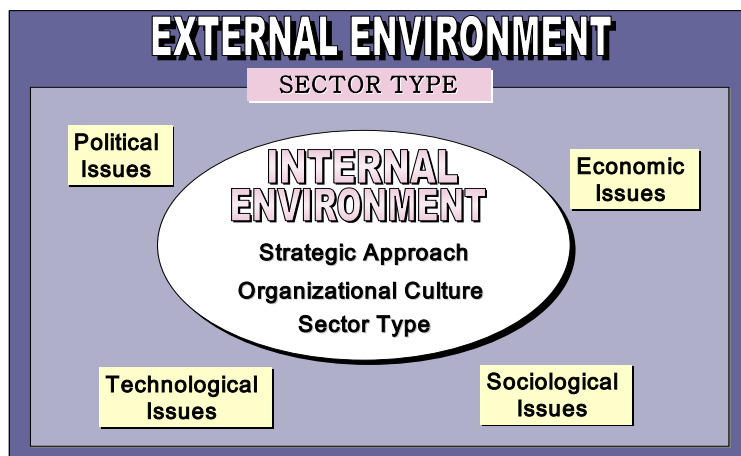 EXTERNAL ENVIRONMENT
SECTOR TYPE
Political
Issues
Economic
Issues
INTERNAL
ENVIRONMENT
Strategic Approach
Organizational Culture
Sector Type
Technological
Issues
Sociological
Issues